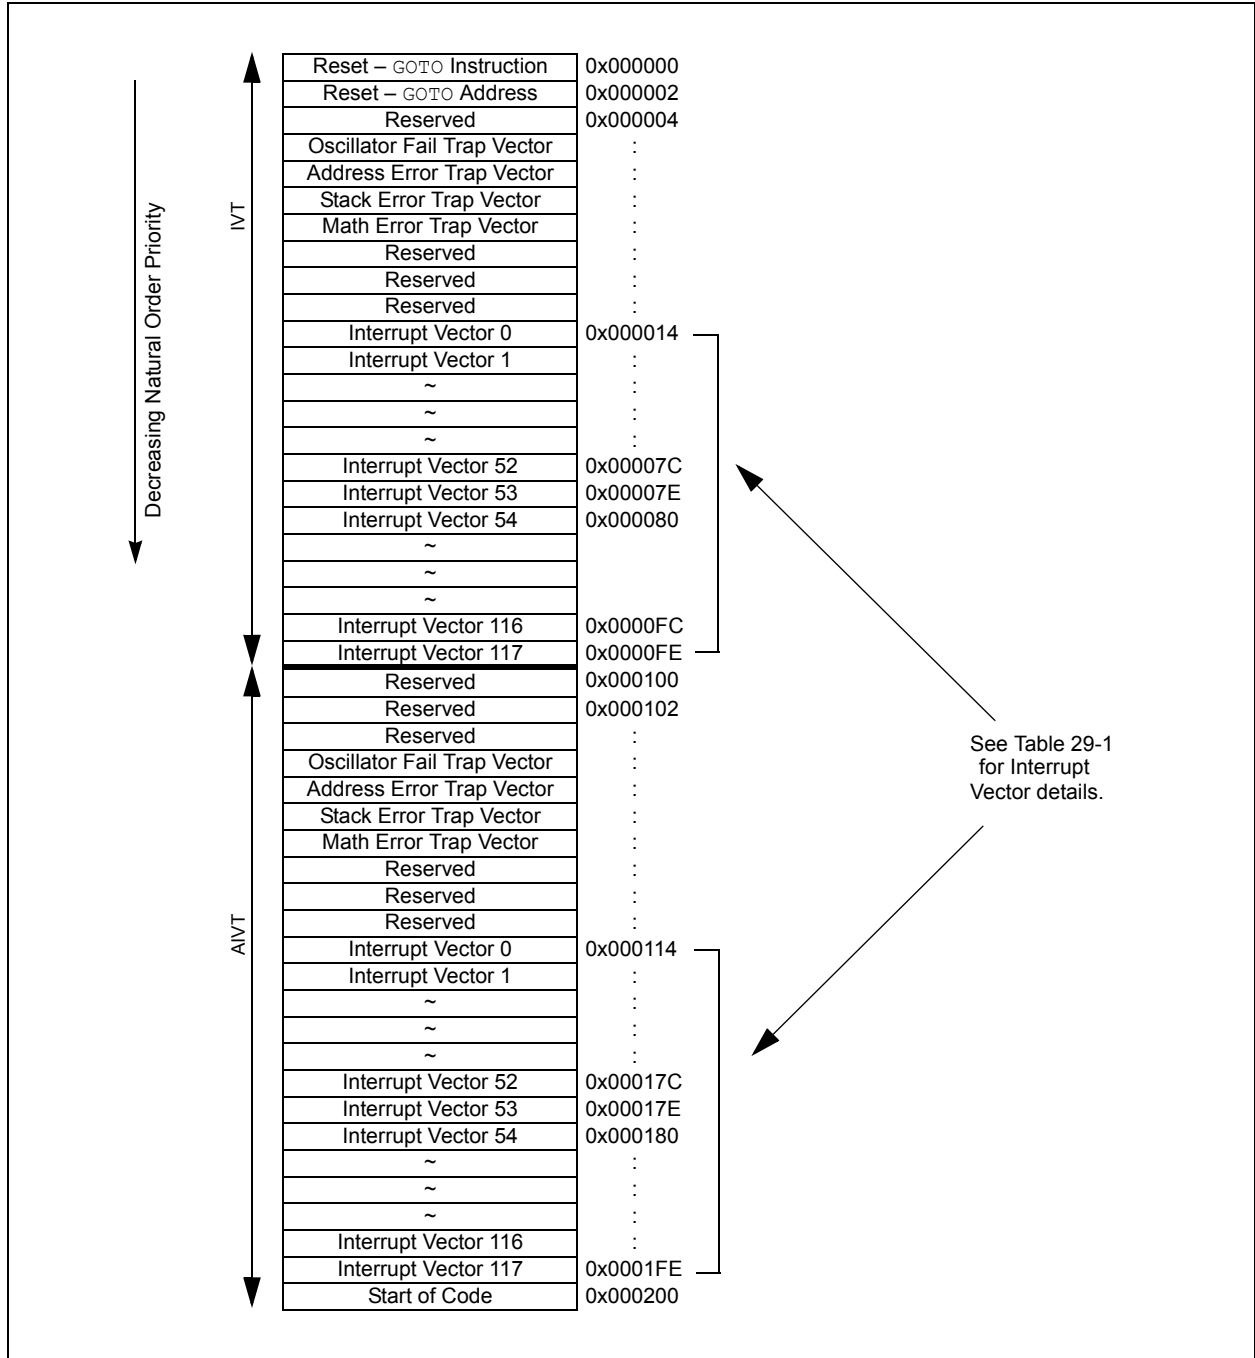 Reset – GOTO Instruction 0x000000
Reset – GOTO Address 0x000002
Reserved 0x000004
Oscillator Fail Trap Vector :
Address Error Trap Vector :
Stack Error Trap Vector :
Math Error Trap Vector :
Reserved :
Reserved :
Reserved :
Interrupt Vector 0 0x000014
Interrupt Vector 1 :
~ :
~ :
~ :
Interrupt Vector 52 0x00007C
Interrupt Vector 53 0x00007E
Interrupt Vector 54 0x000080
~
~
~
Interrupt Vector 116 0x0000FC
Interrupt Vector 117 0x0000FE
Decreasing Natural Order Priority
IVT
Reserved 0x000100
Reserved 0x000102
Reserved :
Oscillator Fail Trap Vector :
Address Error Trap Vector :
Stack Error Trap Vector :
Math Error Trap Vector :
Reserved :
Reserved :
Reserved :
Interrupt Vector 0 0x000114
Interrupt Vector 1 :
~ :
~ :
~ :
Interrupt Vector 52 0x00017C
Interrupt Vector 53 0x00017E
Interrupt Vector 54 0x000180
~ :
~ :
~ :
Interrupt Vector 116 :
Interrupt Vector 117 0x0001FE
Start of Code 0x000200
AIVT
See Table 29-1
for Interrupt
Vector details.